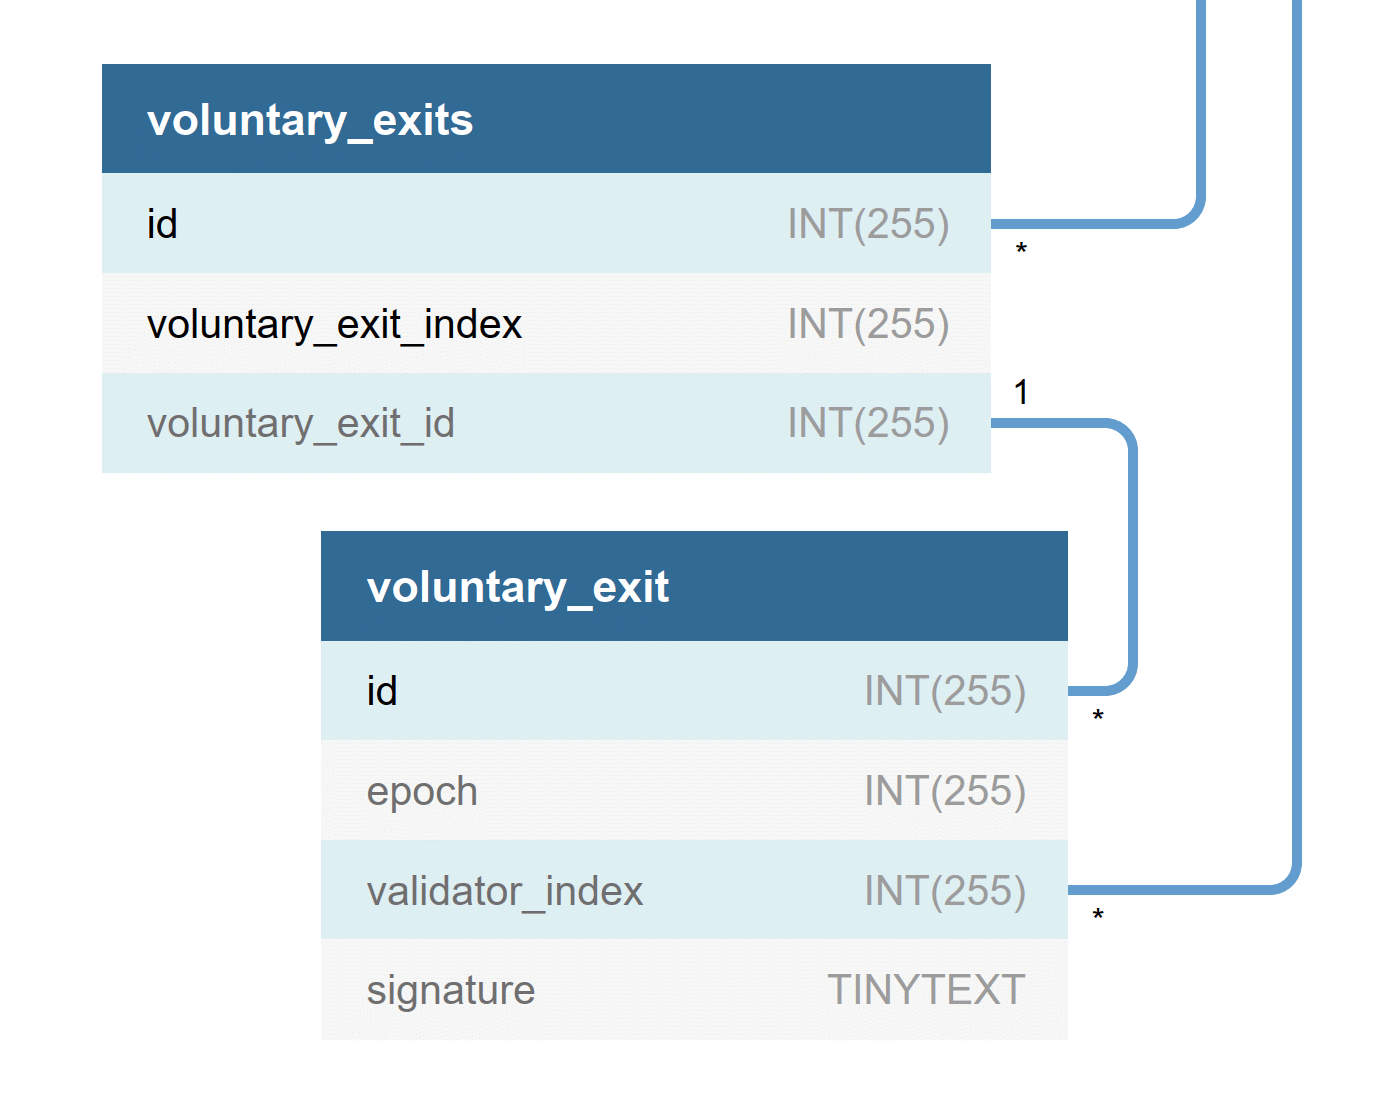 voluntary_exits
id INT(255)
*
voluntary_exit_index INT(255)
1
voluntary_exit_id INT(255)
voluntary_exit
id INT(255)
*
epoch INT(255)
validator_index INT(255)
*
signature TINYTEXT